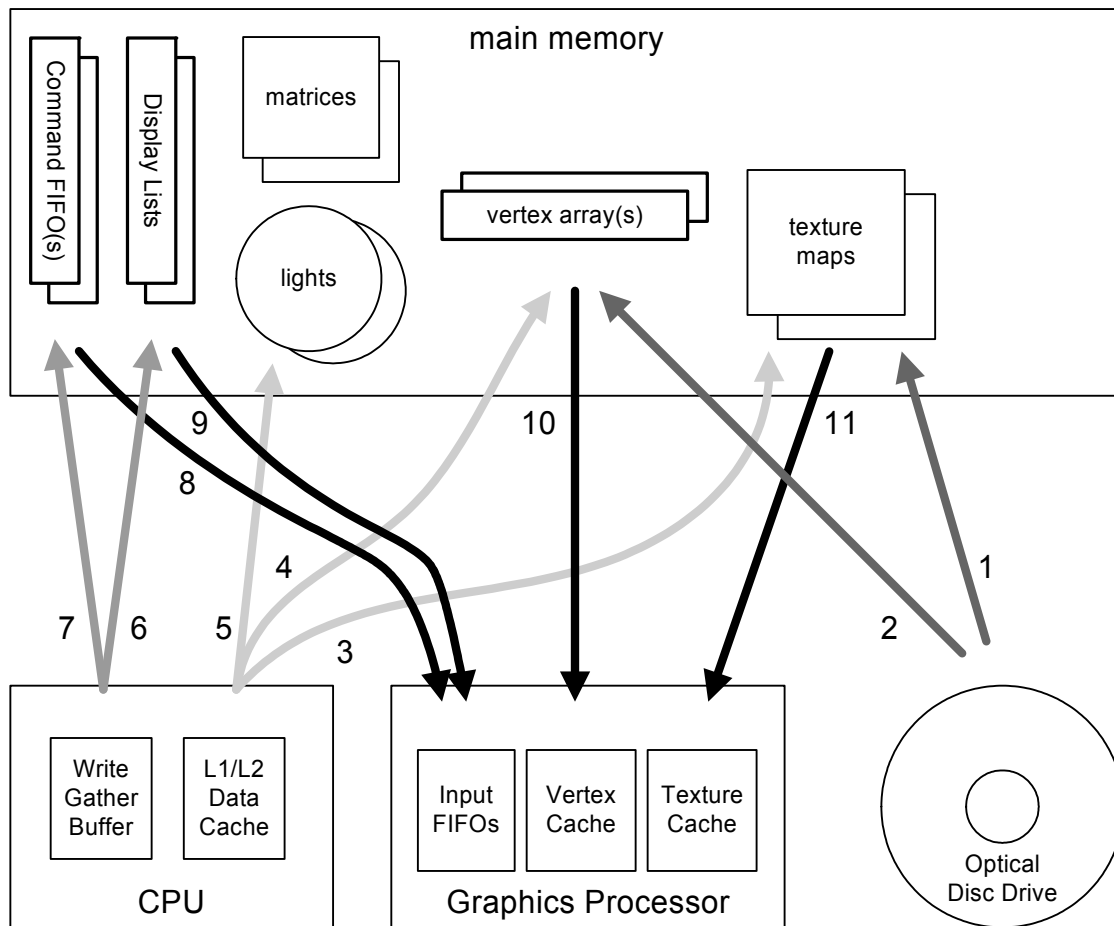 main memory
Command FIFO(s)
Display Lists
matrices
lights
vertex array(s)
texture
maps
9
8
10
11
4
5
3
7
6
2
1
Write
Gather
Buffer
L1/L2
Data
Cache
CPU
Input
FIFOs
Vertex
Cache
Texture
Cache
Graphics Processor
Optical
Disc Drive